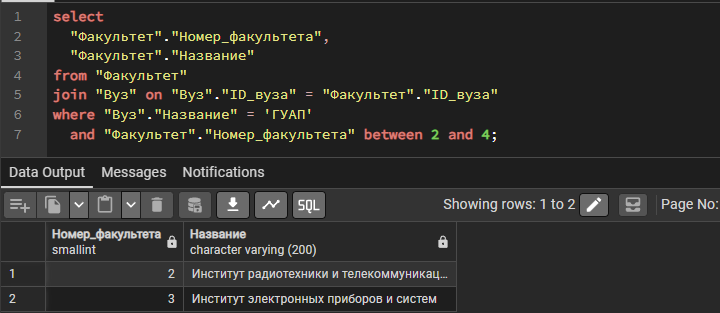 1 select
2 "Факультет"."Номер_факультета",
3 "Факультет"."Название"
4 from "Факультет"
5 join "Вуз" on "Вуз"."ID_вуза" = "Факультет"."ID_вуза"
6 where "Вуз"."Название" = 'ГУАП'
7 and "Факультет"."Номер_факультета" between 2 and 4;
Data Output Messages Notifications
SQL Showing rows: 1 to 2 Page No:
Номер_факультета Название
smallint character varying (200)
1 2 Институт радиотехники и телекоммуникац...
2 3 Институт электронных приборов и систем